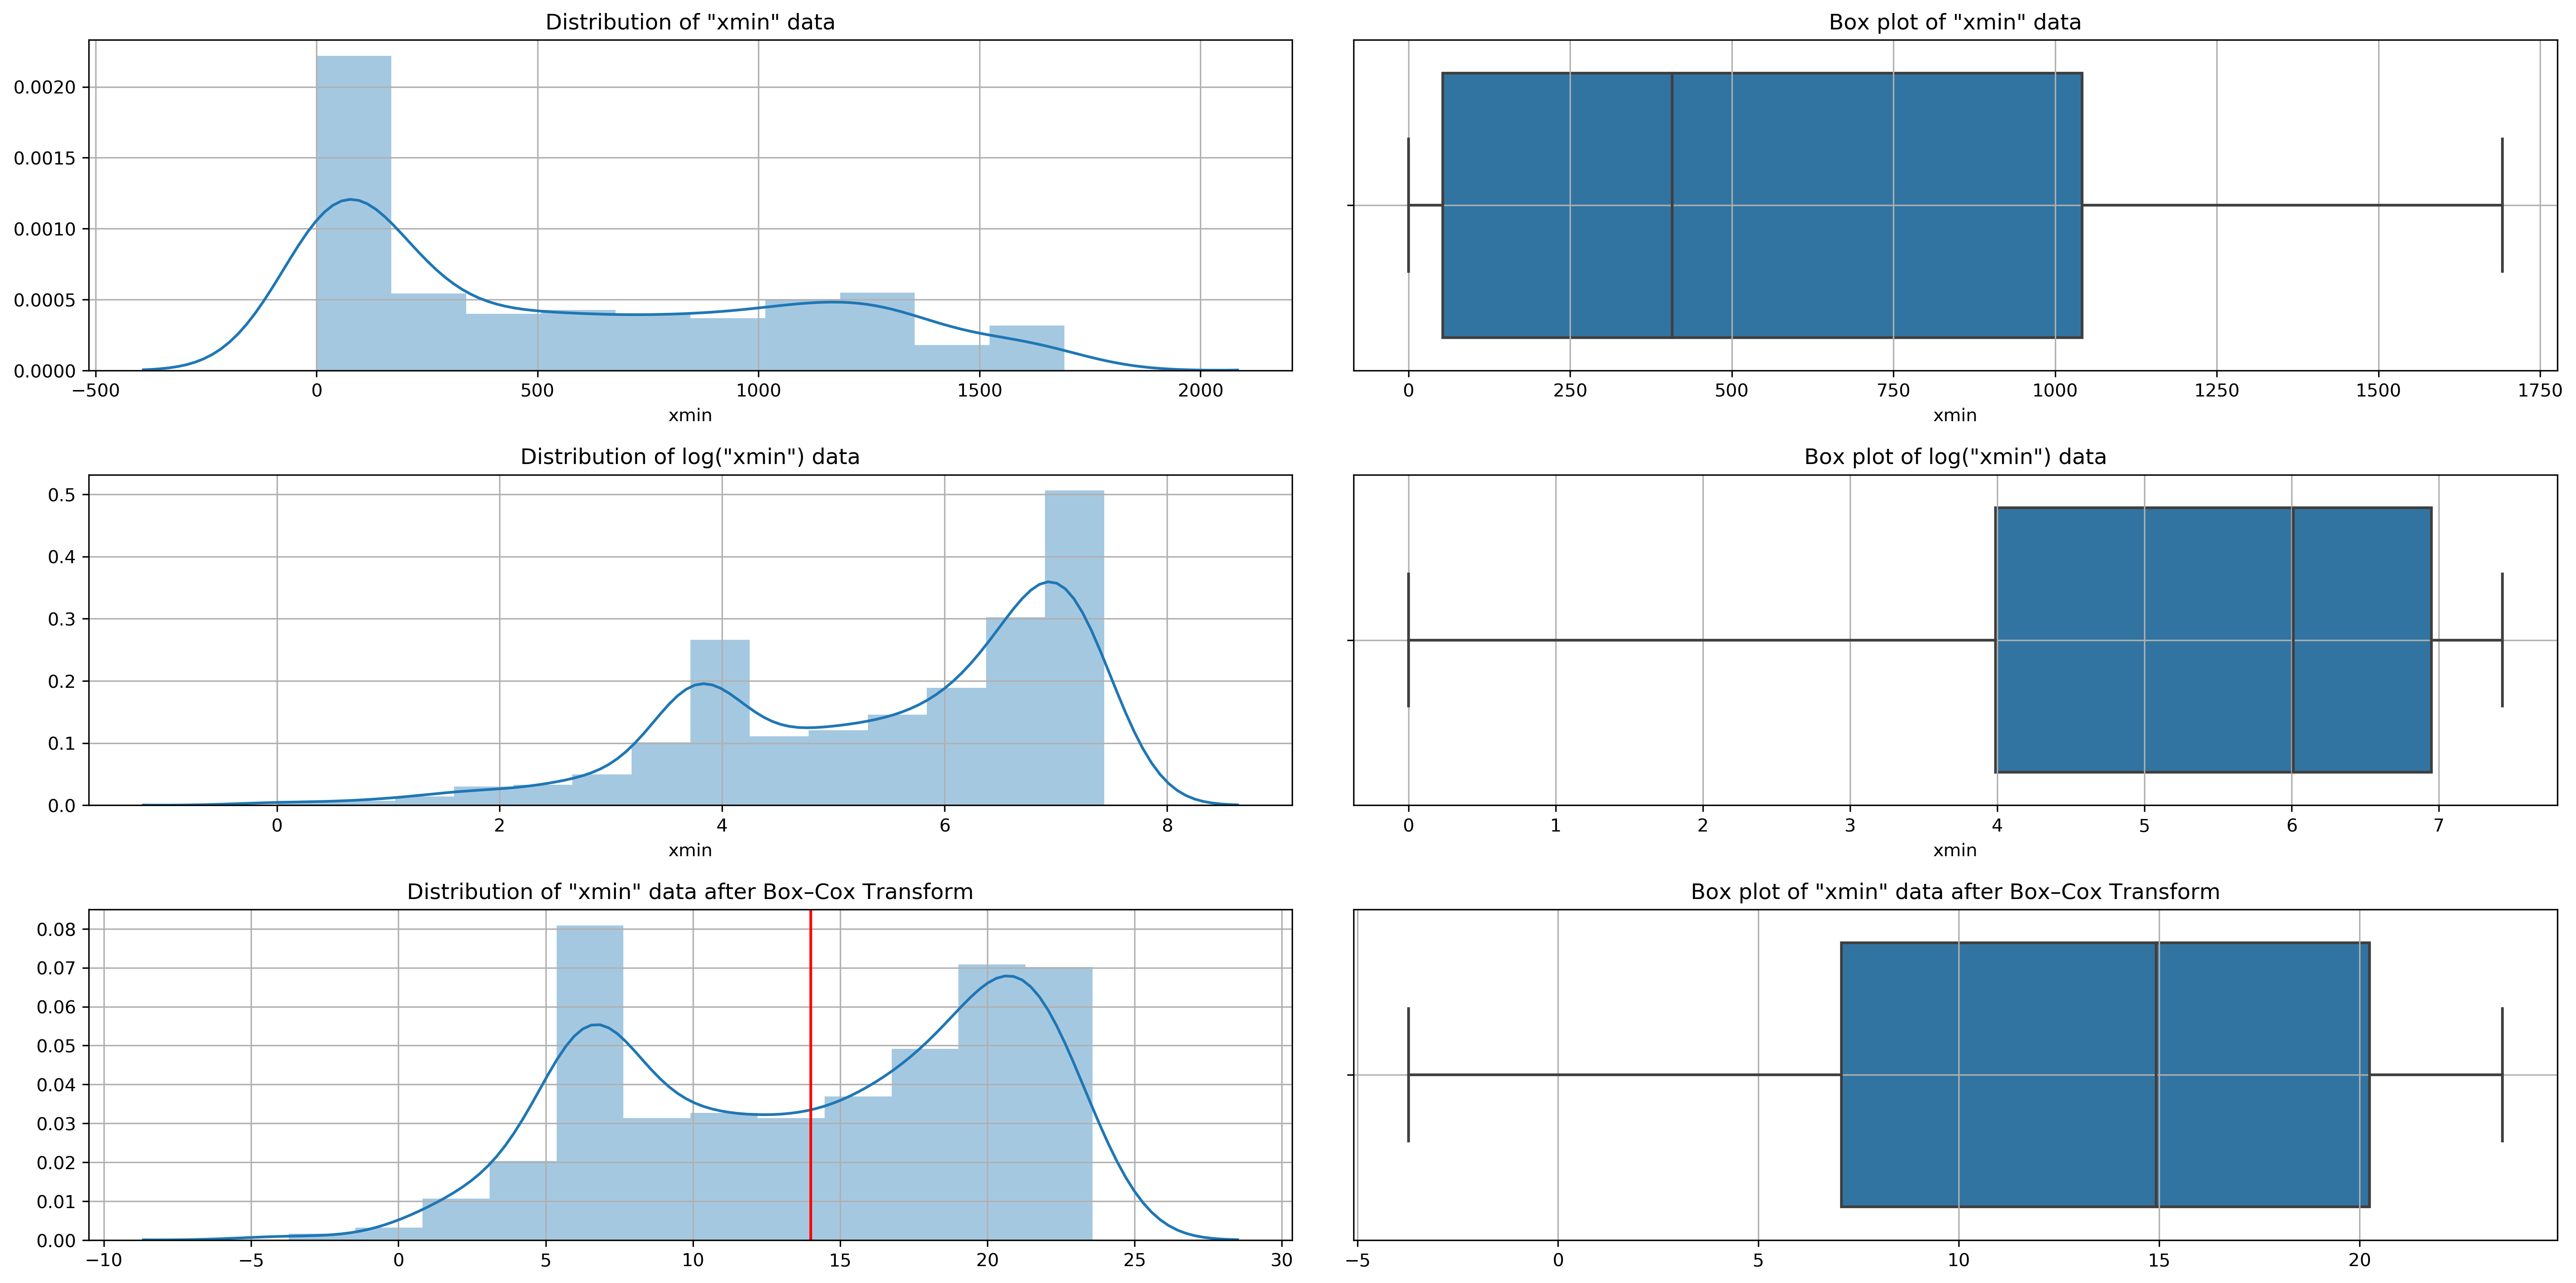 Distribution of "xmin" data
0.0020
0.0015
0.0010
0.0005
0.0000
−500 0 500 1000 1500 2000
xmin
Box plot of "xmin" data
0 250 500 750 1000 1250 1500 1750
xmin
Distribution of log("xmin") data
0.5
0.4
0.3
0.2
0.1
0.0
0 2 4 6 8
xmin
Box plot of log("xmin") data
0 1 2 3 4 5 6 7
xmin
Distribution of "xmin" data after Box–Cox Transform
0.08
0.07
0.06
0.05
0.04
0.03
0.02
0.01
0.00
−10 −5 0 5 10 15 20 25 30
Box plot of "xmin" data after Box–Cox Transform
−5 0 5 10 15 20